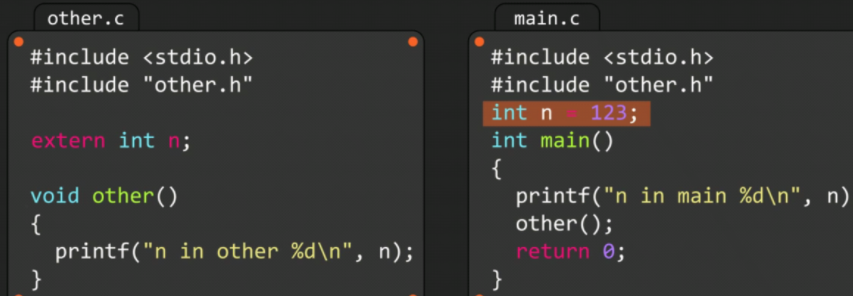 other.c
#include <stdio.h>
#include "other.h"
extern int n;
void other()
{
  printf("n in other %d\n", n);
}
main.c
#include <stdio.h>
#include "other.h"
int n = 123;
int main()
{
  printf("n in main %d\n", n)
  other();
  return 0;
}